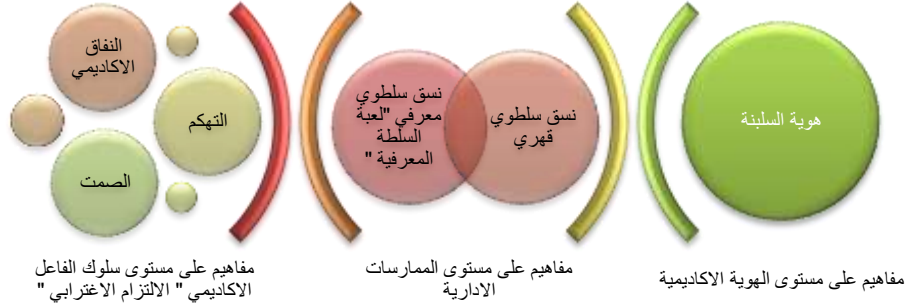 هوية السلبنة
مفاهيم على مستوى الهوية الاكاديمية
نسق سلطوي
قهري
نسق سلطوي
معرفي "لعبة
السلطة
المعرفية "
مفاهيم على مستوى الممارسات
الادارية
النفاق
الاكاديمي
التهكم
الصمت
مفاهيم على مستوى سلوك الفاعل
الاكاديمي " الالتزام الاغترابي "